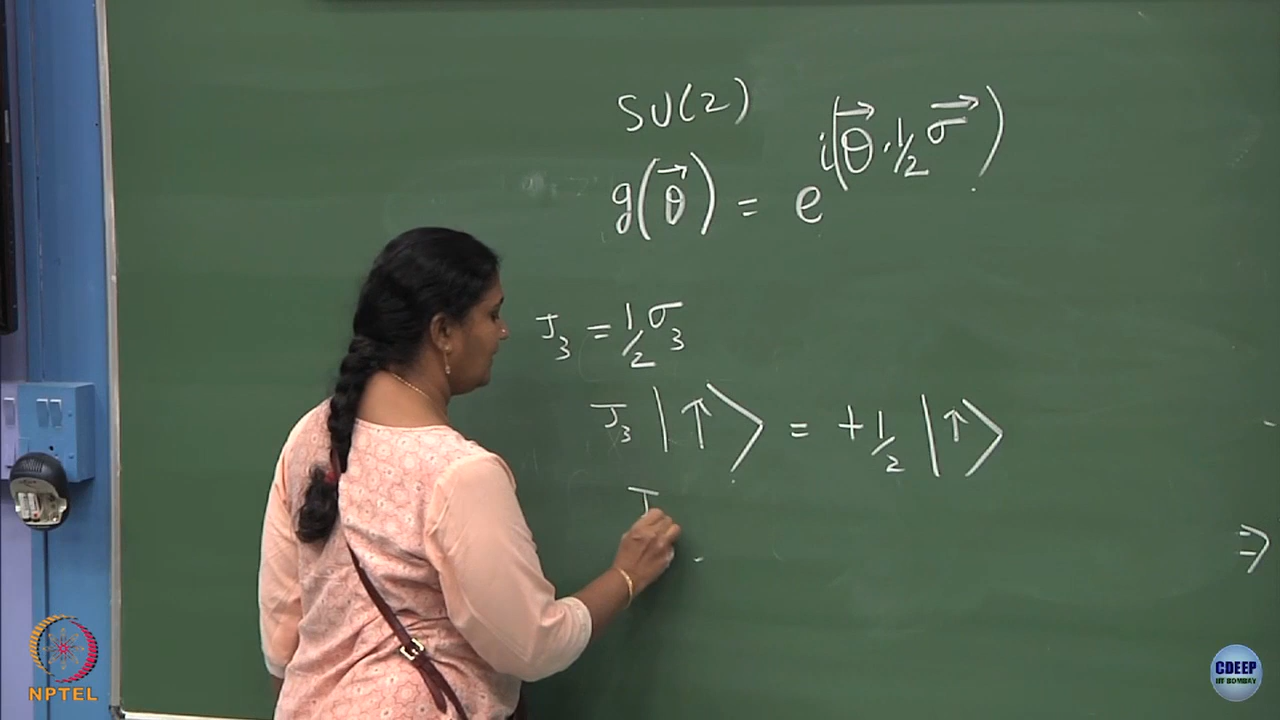 SU(2)
g(θ⃗) = e^{i(θ⃗·1/2 σ⃗)}
J₃ = 1/2 σ₃
J₃ |↑⟩ = +1/2 |↑⟩
J
⇒
NPTEL
CDEEP
IIT BOMBAY